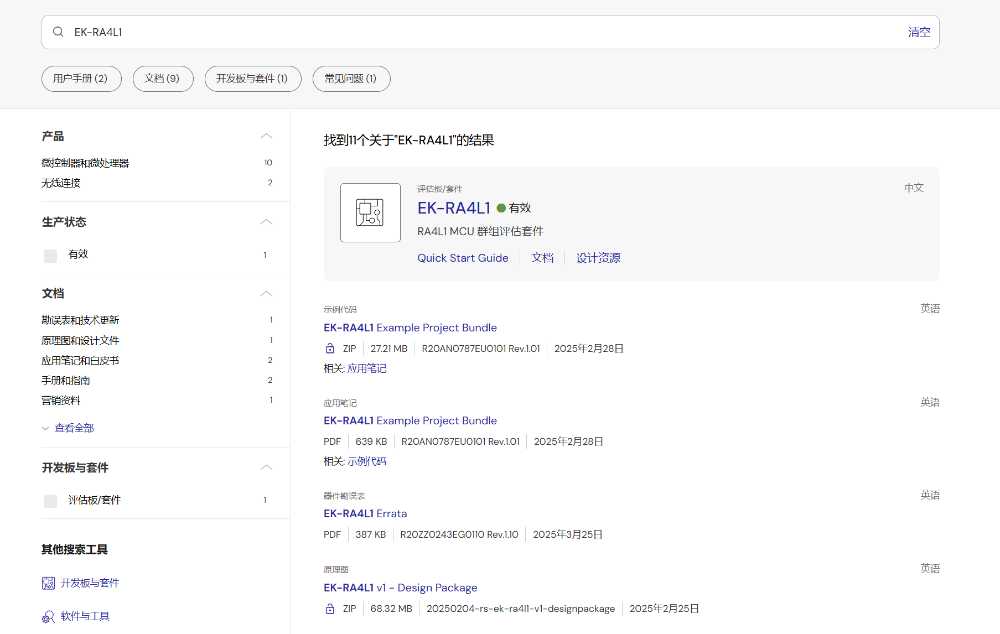 EK-RA4L1
清空
用户手册 (2)
文档 (9)
开发板与套件 (1)
常见问题 (1)
产品
微控制器和微处理器 10
无线连接 2
生产状态
有效 1
文档
勘误表和技术更新 1
原理图和设计文件 1
应用笔记和白皮书 2
手册和指南 2
营销资料 1
查看全部
开发板与套件
评估板/套件 1
其他搜索工具
开发板与套件
软件与工具
找到11个关于"EK-RA4L1"的结果
评估板/套件
中文
EK-RA4L1 有效
RA4L1 MCU 群组评估套件
Quick Start Guide 文档 设计资源
示例代码
英语
EK-RA4L1 Example Project Bundle
ZIP 27.21 MB R20AN0787EU0101 Rev.1.01 2025年2月28日
相关: 应用笔记
应用笔记
英语
EK-RA4L1 Example Project Bundle
PDF 639 KB R20AN0787EU0101 Rev.1.01 2025年2月28日
相关: 示例代码
器件勘误表
英语
EK-RA4L1 Errata
PDF 387 KB R20ZZ0243EG0110 Rev.1.10 2025年3月25日
原理图
英语
EK-RA4L1 v1 - Design Package
ZIP 68.32 MB 20250204-rs-ek-ra4l1-v1-designpackage 2025年2月25日